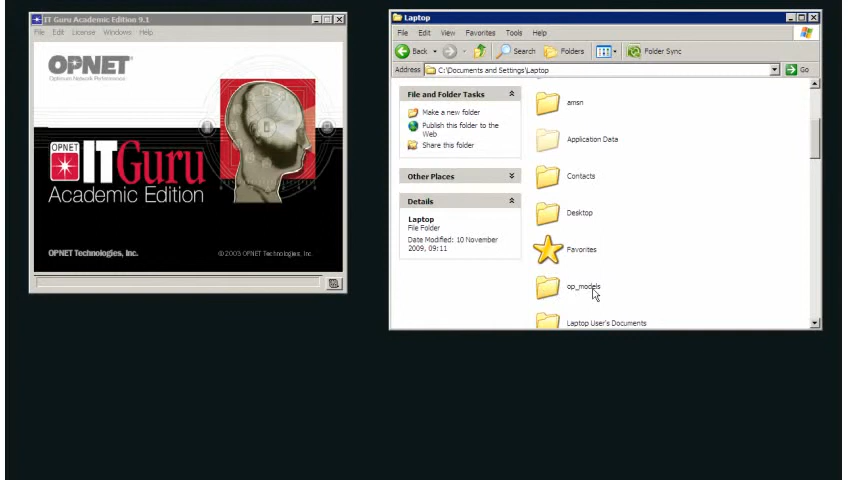 IT Guru Academic Edition 9.1
File Edit License Windows Help
OPNET
Optimum Network Performance
OPNET
ITGuru
Academic Edition
OPNET Technologies, Inc.
© 2003 OPNET Technologies, Inc.
Laptop
File Edit View Favorites Tools Help
Back Search Folders Folder Sync
Address C:\Documents and Settings\Laptop Go
File and Folder Tasks
Make a new folder
Publish this folder to the
Web
Share this folder
Other Places
Details
Laptop
File Folder
Date Modified: 10 November
2009, 09:11
amsn
Application Data
Contacts
Desktop
Favorites
op_models
Laptop User's Documents